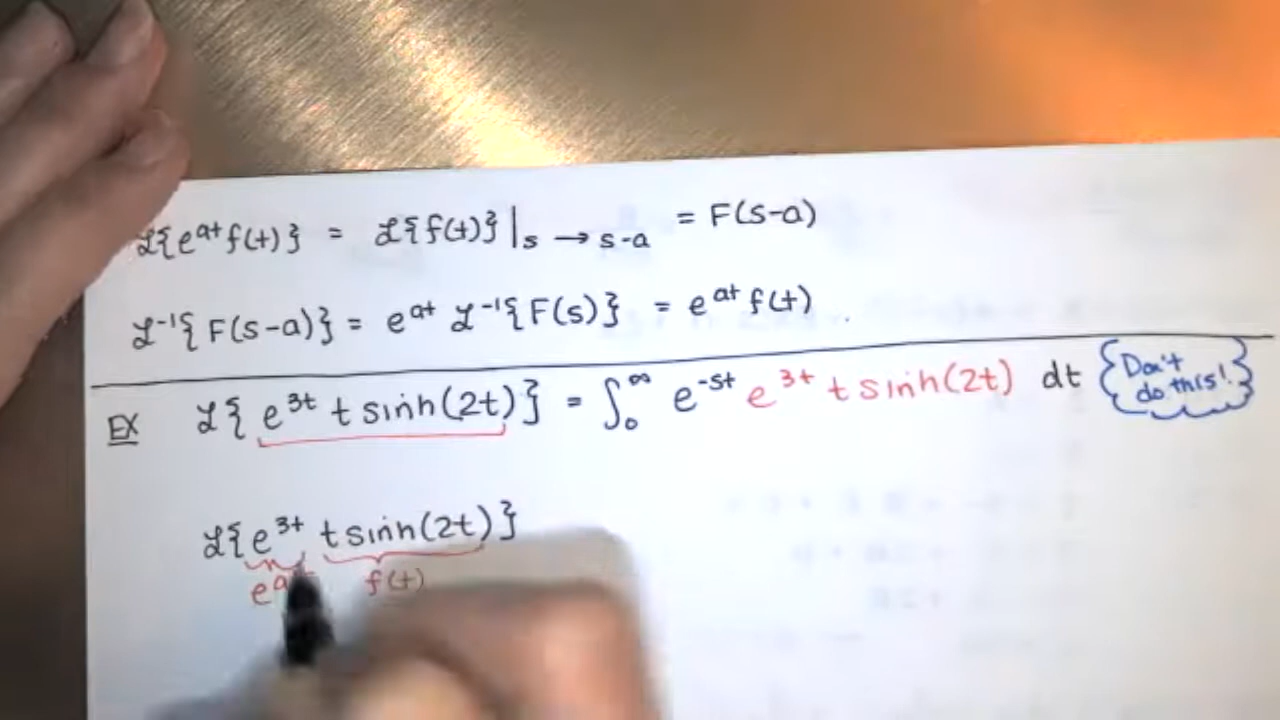 ℒ{e^{at} f(t)} = ℒ{f(t)}|_{s → s-a} = F(s-a)
ℒ^{-1}{F(s-a)} = e^{at} ℒ^{-1}{F(s)} = e^{at} f(t)
EX ℒ{e^{3t} t sinh(2t)} = ∫_0^∞ e^{-st} e^{3t} t sinh(2t) dt Don't do this!
ℒ{e^{3t} t sinh(2t)}
f(t)